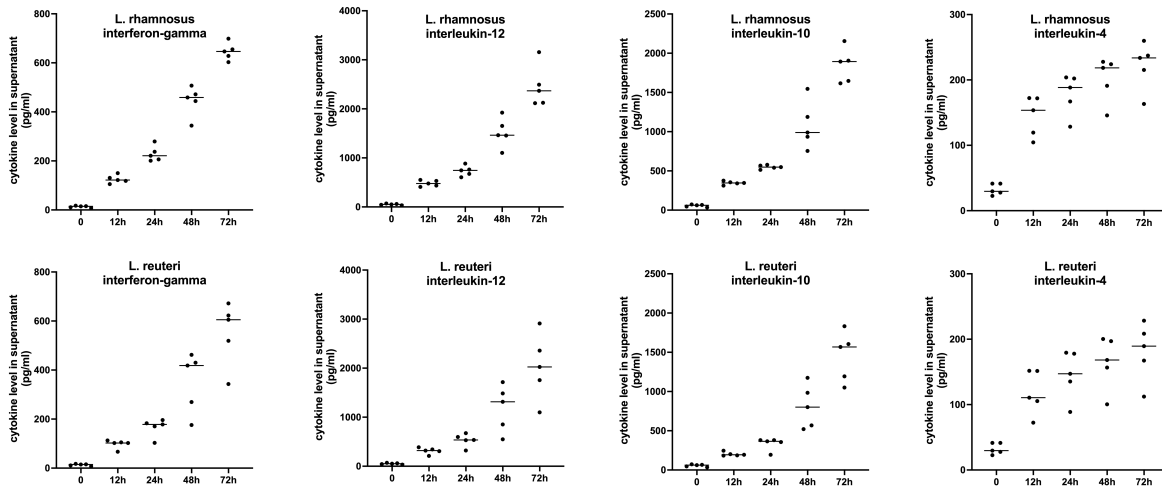 L. rhamnosus
interferon-gamma
cytokine level in supernatant
(pg/ml)
800
600
400
200
0
0 12h 24h 48h 72h
L. rhamnosus
interleukin-12
cytokine level in supernatant
(pg/ml)
4000
3000
2000
1000
0
0 12h 24h 48h 72h
L. rhamnosus
interleukin-10
cytokine level in supernatant
(pg/ml)
2500
2000
1500
1000
500
0
0 12h 24h 48h 72h
L. rhamnosus
interleukin-4
cytokine level in supernatant
(pg/ml)
300
200
100
0
0 12h 24h 48h 72h
L. reuteri
interferon-gamma
cytokine level in supernatant
(pg/ml)
800
600
400
200
0
0 12h 24h 48h 72h
L. reuteri
interleukin-12
cytokine level in supernatant
(pg/ml)
4000
3000
2000
1000
0
0 12h 24h 48h 72h
L. reuteri
interleukin-10
cytokine level in supernatant
(pg/ml)
2500
2000
1500
1000
500
0
0 12h 24h 48h 72h
L. reuteri
interleukin-4
cytokine level in supernatant
(pg/ml)
300
200
100
0
0 12h 24h 48h 72h